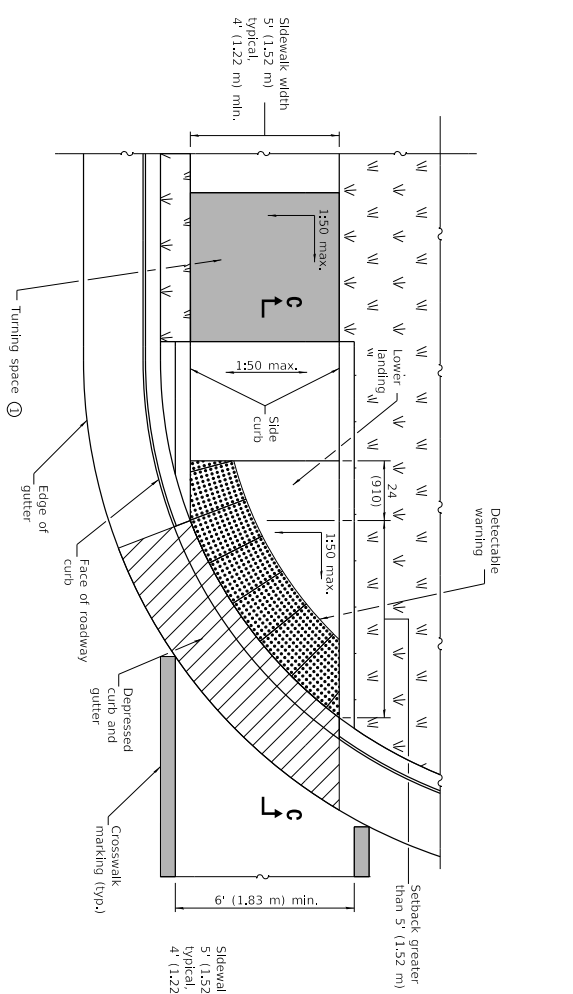 Sidewalk width
5' (1.52 m)
typical,
4' (1.22 m) min.
1:50 max.
C
Turning space 1
1:50 max.
Side
curb
Lower
landing
24
(910)
Detectable
warning
1:50 max.
Edge of
gutter
Face of roadway
curb
Depressed
curb and
gutter
Crosswalk
marking (typ.)
C
6' (1.83 m) min.
Setback greater
than 5' (1.52 m)
Sidewal
5' (1.52
typical,
4' (1.22